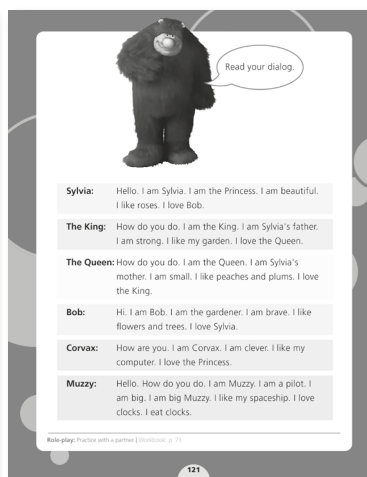 Read your dialog.
Sylvia: Hello. I am Sylvia. I am the Princess. I am beautiful.
I like roses. I love Bob.
The King: How do you do. I am the King. I am Sylvia's father.
I am strong. I like my garden. I love the Queen.
The Queen: How do you do. I am the Queen. I am Sylvia's
mother. I am small. I like peaches and plums. I love
the King.
Bob: Hi. I am Bob. I am the gardener. I am brave. I like
flowers and trees. I love Sylvia.
Corvax: How are you. I am Corvax. I am clever. I like my
computer. I love the Princess.
Muzzy: Hello. How do you do. I am Muzzy. I am a pilot. I
am big. I am big Muzzy. I like my spaceship. I love
clocks. I eat clocks.
Role-play: Practice with a partner | Workbook: p. 71
121